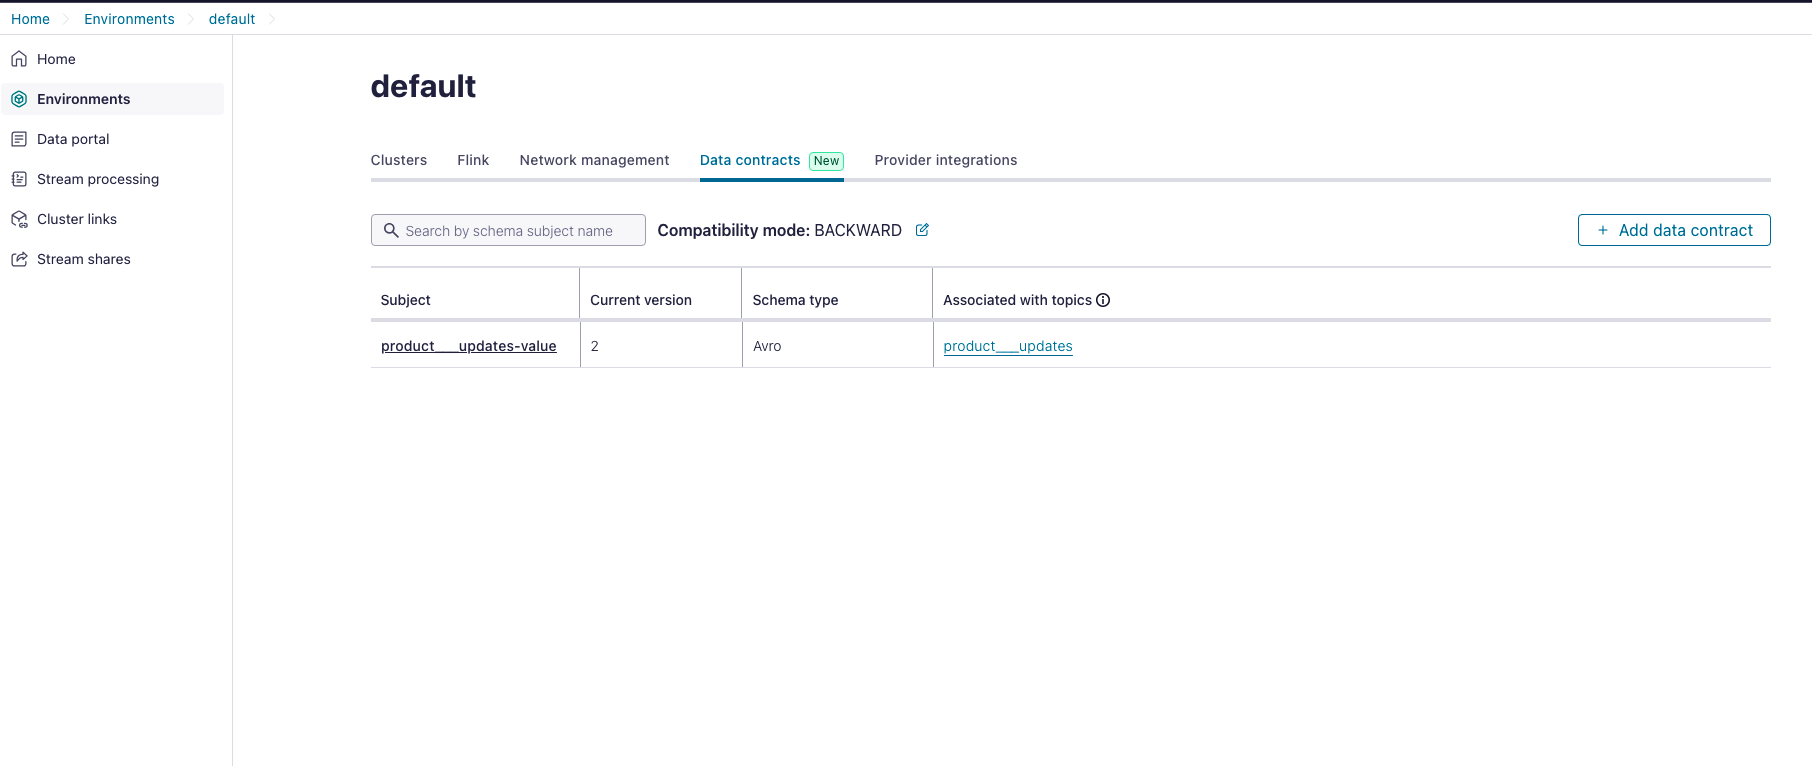 Home Environments default
Home
Environments
Data portal
Stream processing
Cluster links
Stream shares
default
Clusters Flink Network management Data contracts New Provider integrations
Search by schema subject name Compatibility mode: BACKWARD + Add data contract
Subject Current version Schema type Associated with topics
product___updates-value 2 Avro product___updates